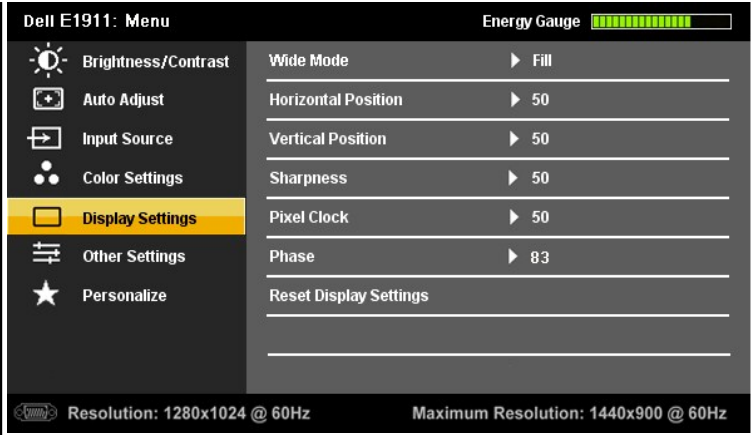 Dell E1911: Menu Energy Gauge
Brightness/Contrast Wide Mode Fill
Auto Adjust Horizontal Position 50
Input Source Vertical Position 50
Color Settings Sharpness 50
Display Settings Pixel Clock 50
Other Settings Phase 83
Personalize Reset Display Settings
Resolution: 1280x1024 @ 60Hz Maximum Resolution: 1440x900 @ 60Hz